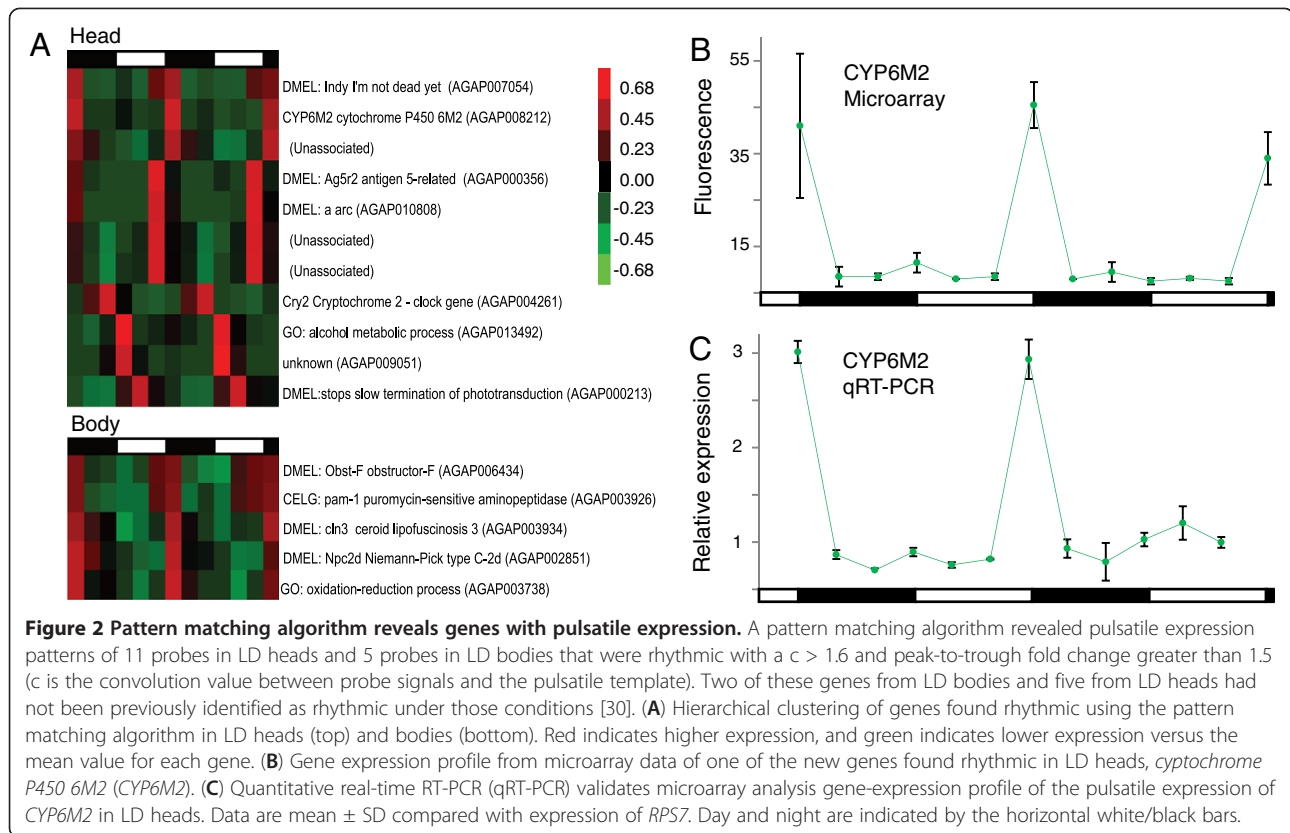 A
Head
DMEL: Indy I'm not dead yet (AGAP007054)
CYP6M2 cytochrome P450 6M2 (AGAP008212)
(Unassociated)
DMEL: Ag5r2 antigen 5-related (AGAP000356)
DMEL: a arc (AGAP010808)
(Unassociated)
(Unassociated)
Cry2 Cryptochrome 2 - clock gene (AGAP004261)
GO: alcohol metabolic process (AGAP013492)
unknown (AGAP009051)
DMEL:stops slow termination of phototransduction (AGAP000213)
0.68
0.45
0.23
0.00
-0.23
-0.45
-0.68
Body
DMEL: Obst-F obstructor-F (AGAP006434)
CELG: pam-1 puromycin-sensitive aminopeptidase (AGAP003926)
DMEL: cln3 ceroid lipofuscinosis 3 (AGAP003934)
DMEL: Npc2d Niemann-Pick type C-2d (AGAP002851)
GO: oxidation-reduction process (AGAP003738)
B
CYP6M2
Microarray
Fluorescence
55
35
15
C
CYP6M2
qRT-PCR
Relative expression
3
2
1
Figure 2 Pattern matching algorithm reveals genes with pulsatile expression. A pattern matching algorithm revealed pulsatile expression
patterns of 11 probes in LD heads and 5 probes in LD bodies that were rhythmic with a c > 1.6 and peak-to-trough fold change greater than 1.5
(c is the convolution value between probe signals and the pulsatile template). Two of these genes from LD bodies and five from LD heads had
not been previously identified as rhythmic under those conditions [30]. (A) Hierarchical clustering of genes found rhythmic using the pattern
matching algorithm in LD heads (top) and bodies (bottom). Red indicates higher expression, and green indicates lower expression versus the
mean value for each gene. (B) Gene expression profile from microarray data of one of the new genes found rhythmic in LD heads, cyptochrome
P450 6M2 (CYP6M2). (C) Quantitative real-time RT-PCR (qRT-PCR) validates microarray analysis gene-expression profile of the pulsatile expression of
CYP6M2 in LD heads. Data are mean ± SD compared with expression of RPS7. Day and night are indicated by the horizontal white/black bars.